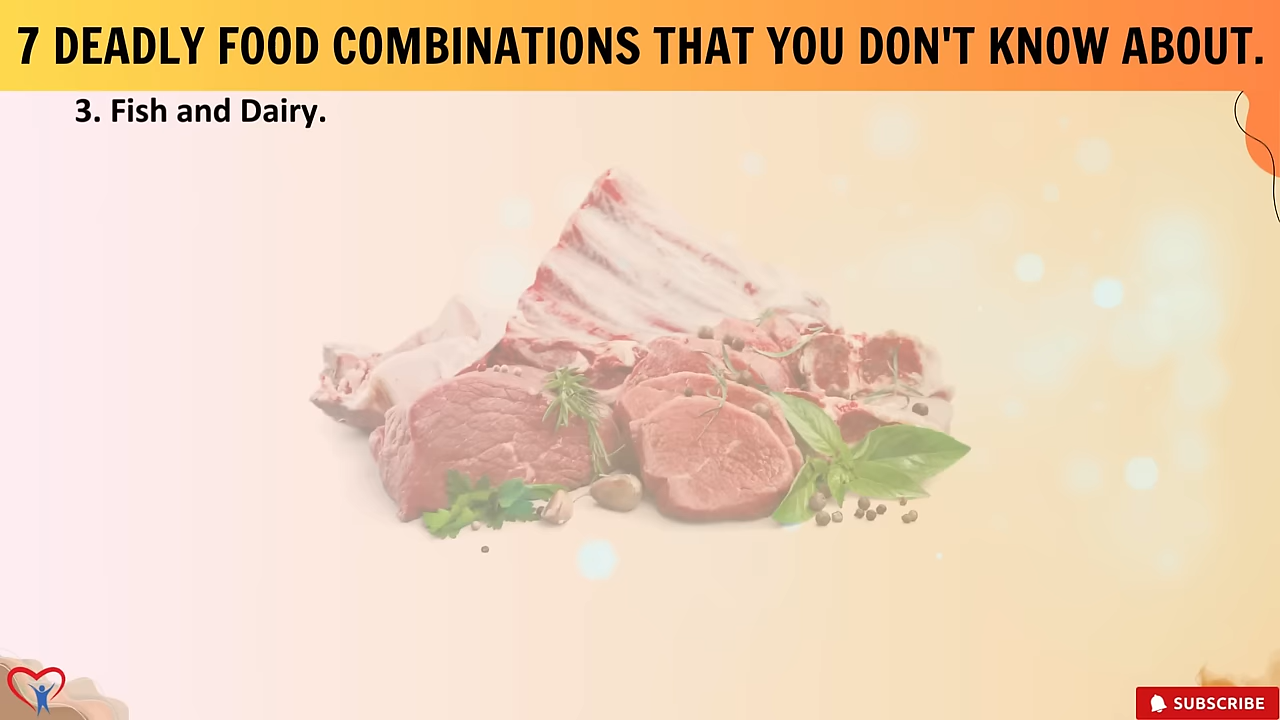 7 DEADLY FOOD COMBINATIONS THAT YOU DON'T KNOW ABOUT.
3. Fish and Dairy.
SUBSCRIBE